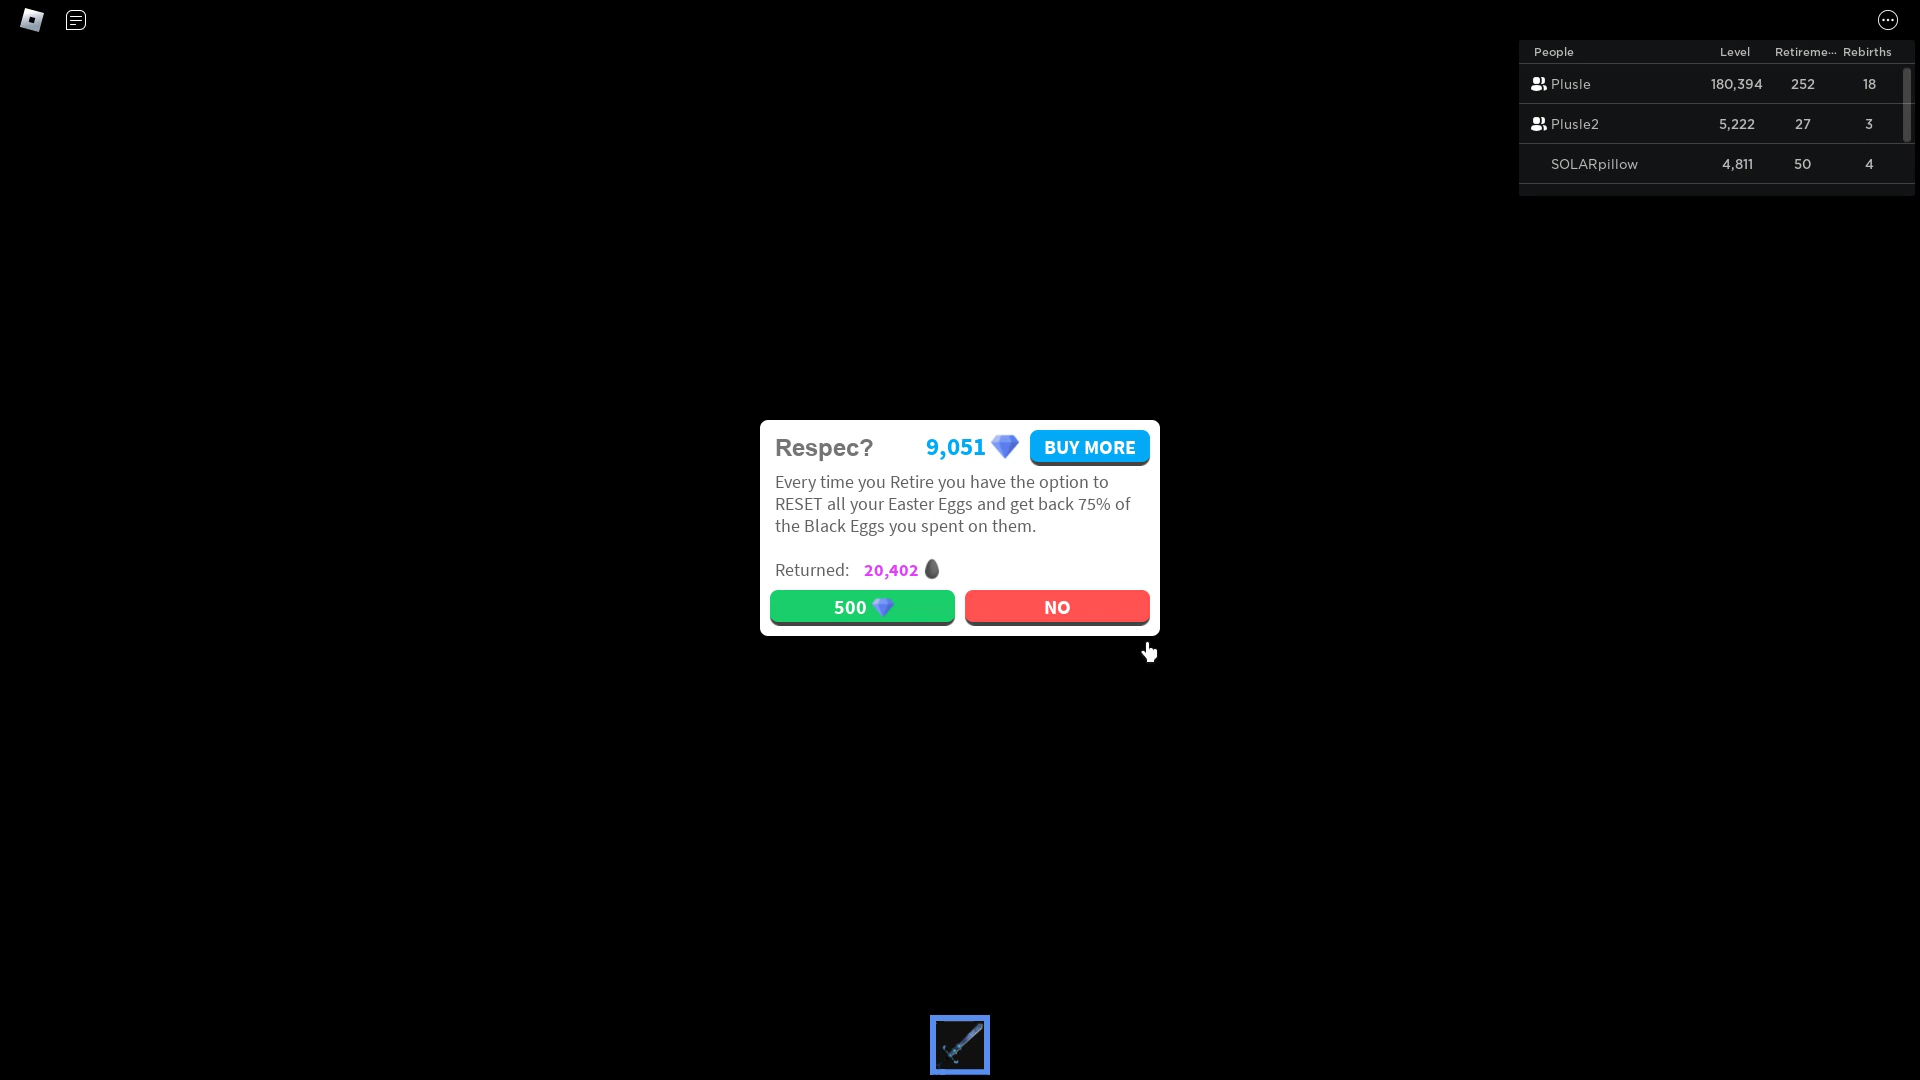 People Level Retireme... Rebirths
Plusle 180,394 252 18
Plusle2 5,222 27 3
SOLARpillow 4,811 50 4
Respec? 9,051 BUY MORE
Every time you Retire you have the option to
RESET all your Easter Eggs and get back 75% of
the Black Eggs you spent on them.
Returned: 20,402
500 NO